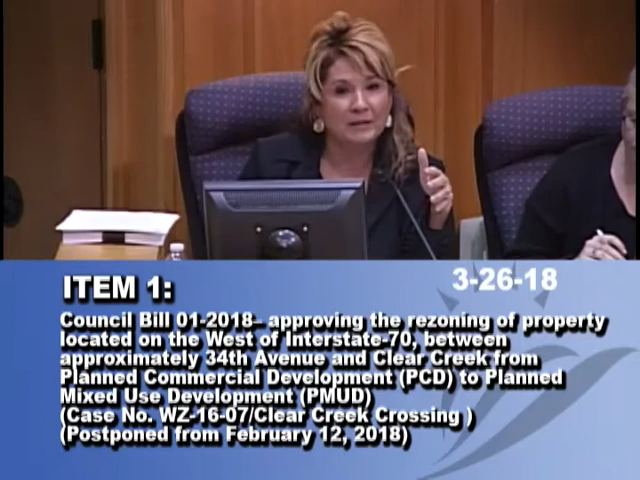 ITEM 1:
3-26-18
Council Bill 01-2018– approving the rezoning of property
located on the West of Interstate-70, between
approximately 34th Avenue and Clear Creek from
Planned Commercial Development (PCD) to Planned
Mixed Use Development (PMUD)
(Case No. WZ-16-07/Clear Creek Crossing )
(Postponed from February 12, 2018)